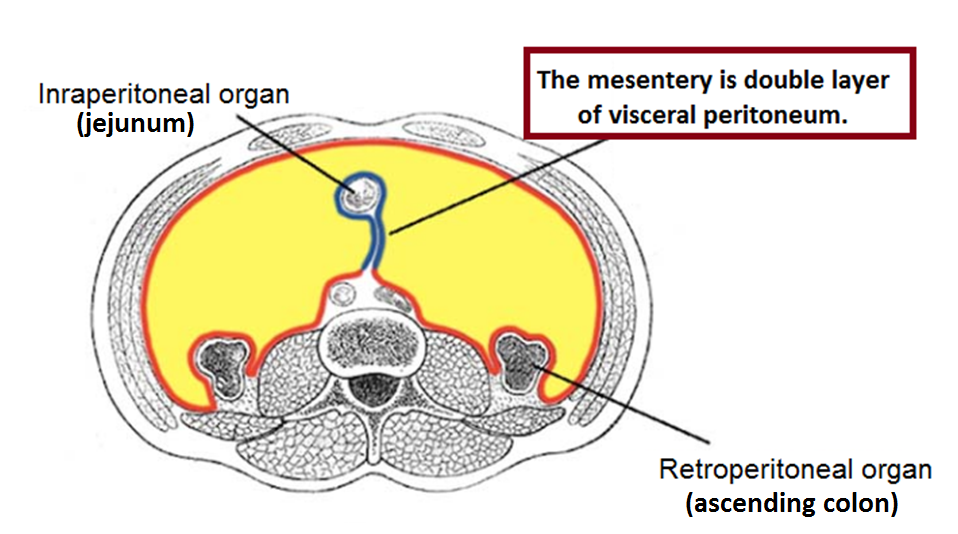 Inraperitoneal organ
(jejunum)
The mesentery is double layer
of visceral peritoneum.
Retroperitoneal organ
(ascending colon)